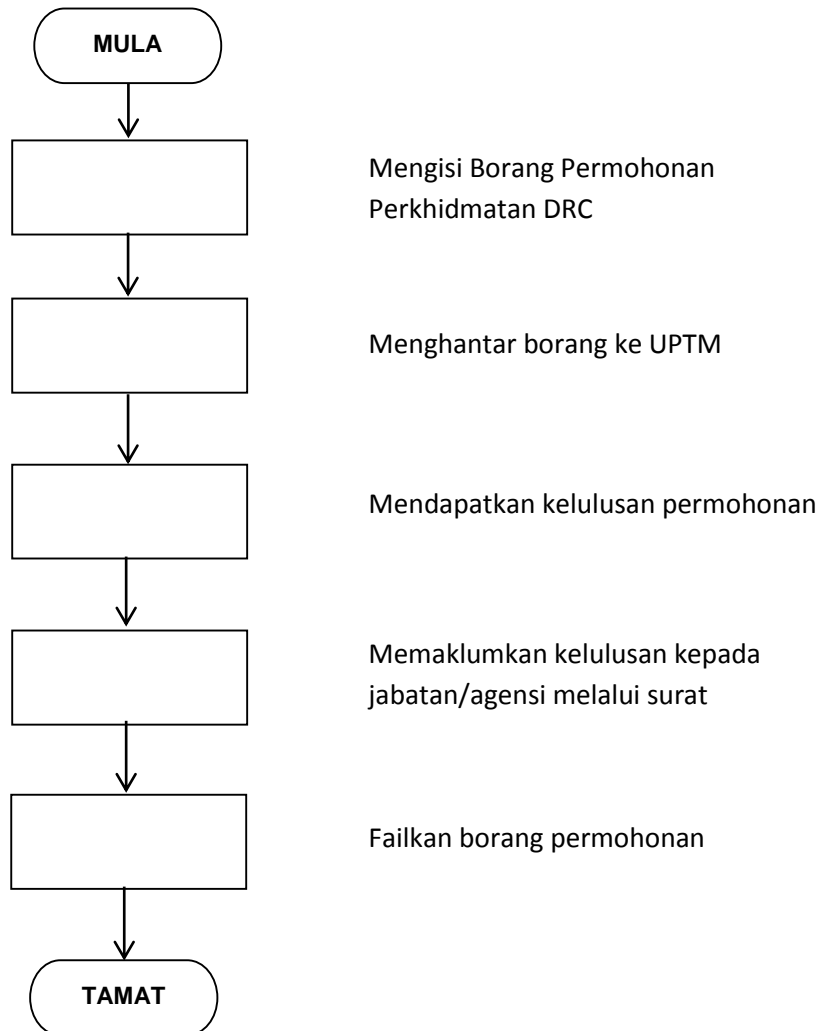 MULA
Mengisi Borang Permohonan
Perkhidmatan DRC
Menghantar borang ke UPTM
Mendapatkan kelulusan permohonan
Memaklumkan kelulusan kepada
jabatan/agensi melalui surat
Failkan borang permohonan
TAMAT